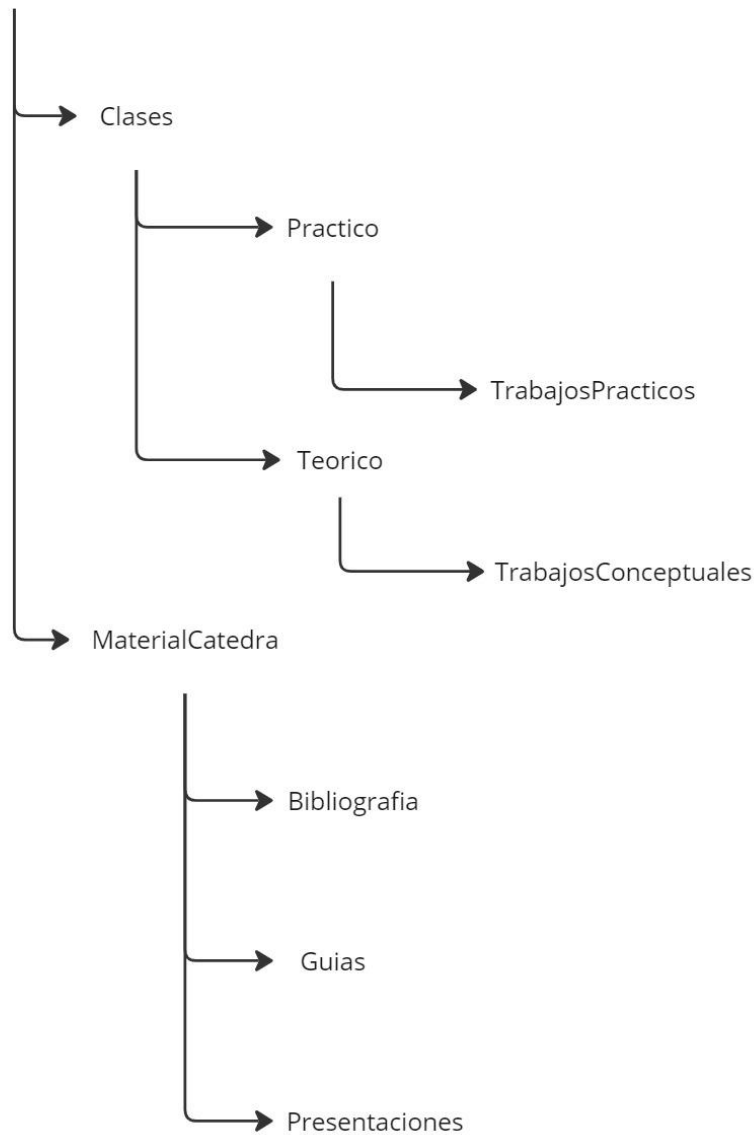 Clases
Practico
TrabajosPracticos
Teorico
TrabajosConceptuales
MaterialCatedra
Bibliografia
Guias
Presentaciones